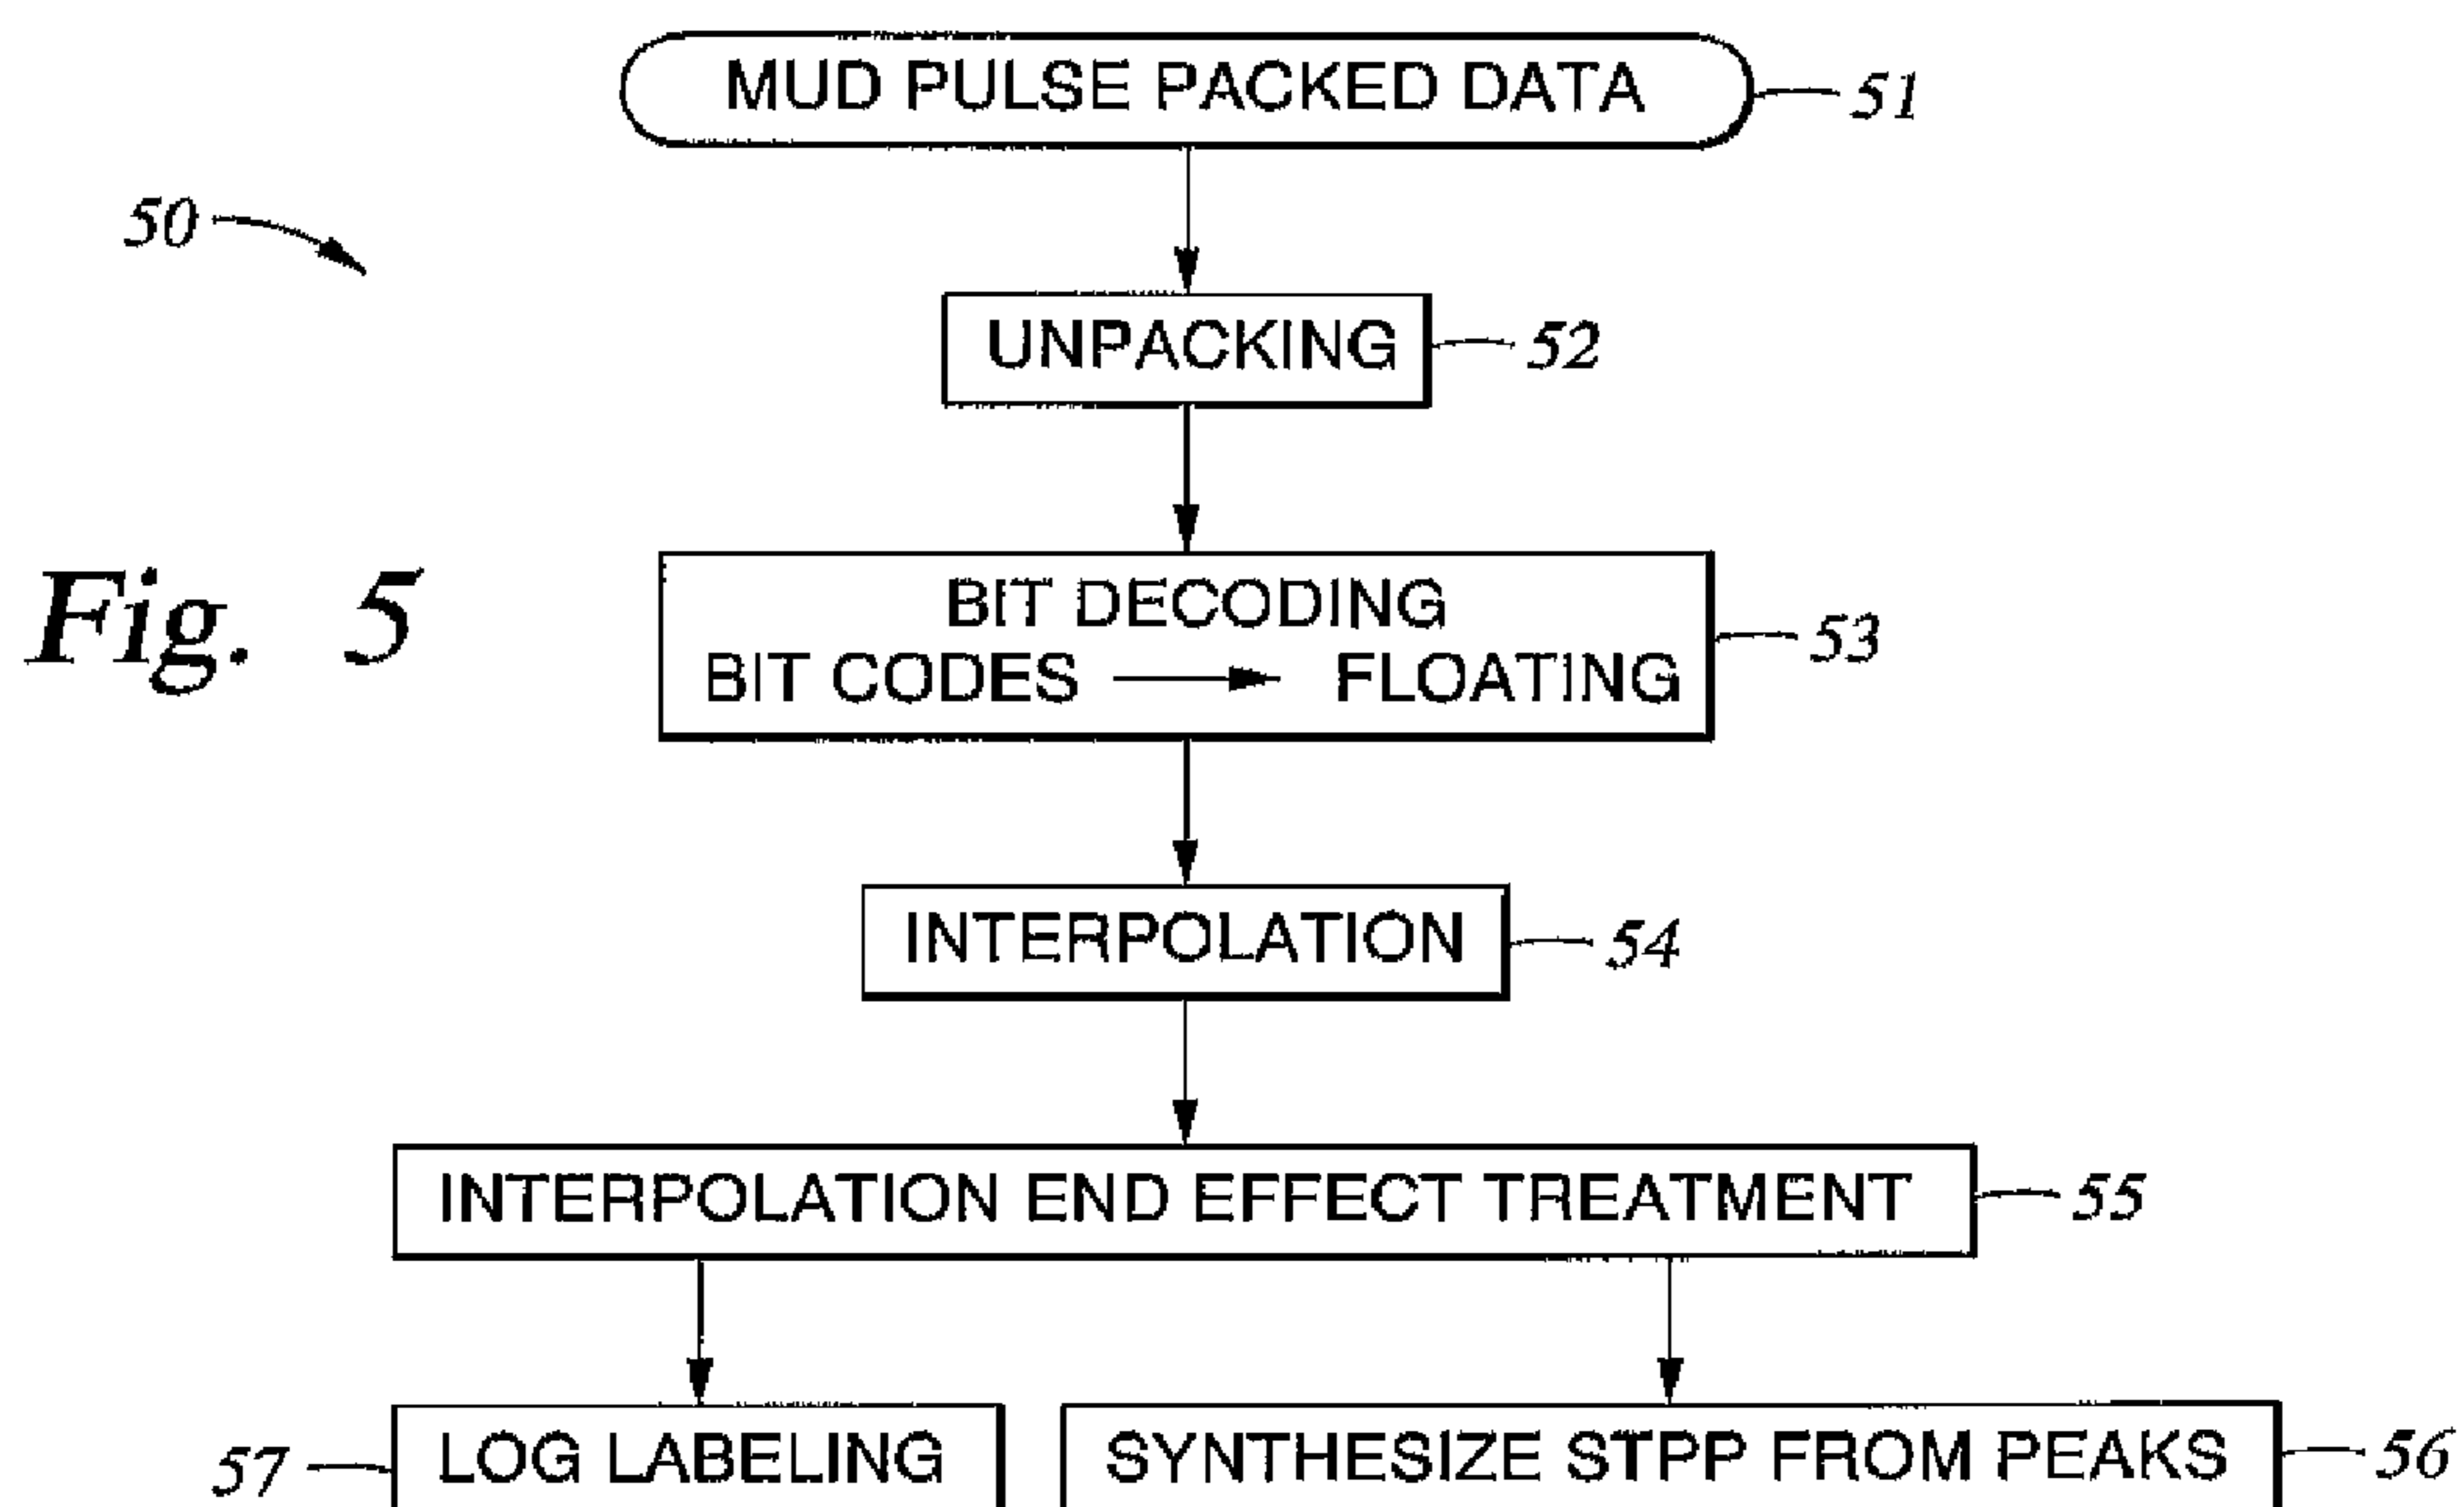 MUD PULSE PACKED DATA 51
50
UNPACKING 52
Fig. 5
BIT DECODING
BIT CODES → FLOATING 53
INTERPOLATION 54
INTERPOLATION END EFFECT TREATMENT 55
57 LOG LABELING
SYNTHESIZE STPP FROM PEAKS 56